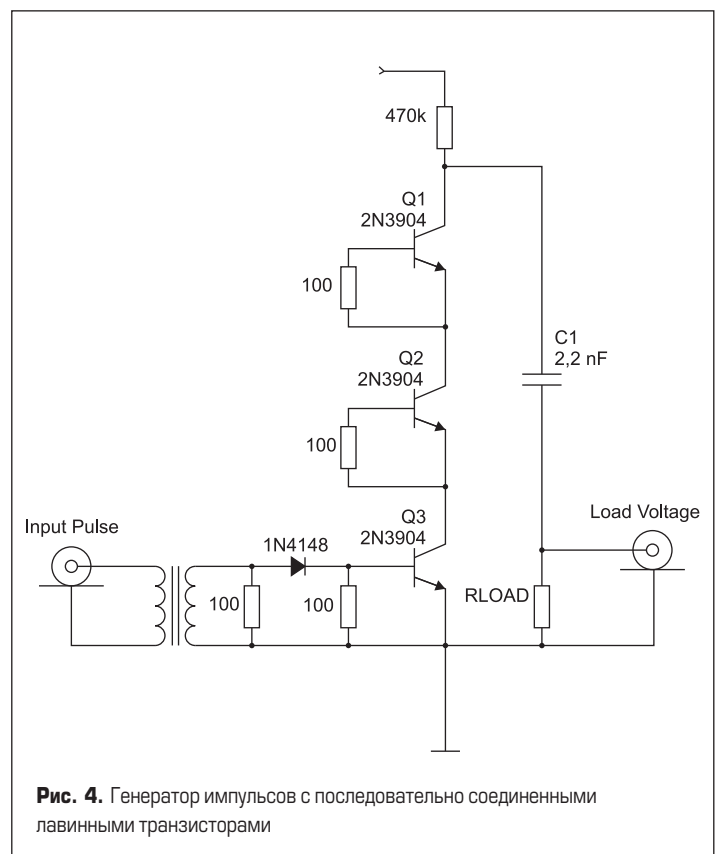 470k
Q1
2N3904
100
C1
2,2 nF
Q2
2N3904
100
Input Pulse
Load Voltage
Q3
2N3904
1N4148
100
100
RLOAD
Рис. 4. Генератор импульсов с последовательно соединенными
лавинными транзисторами